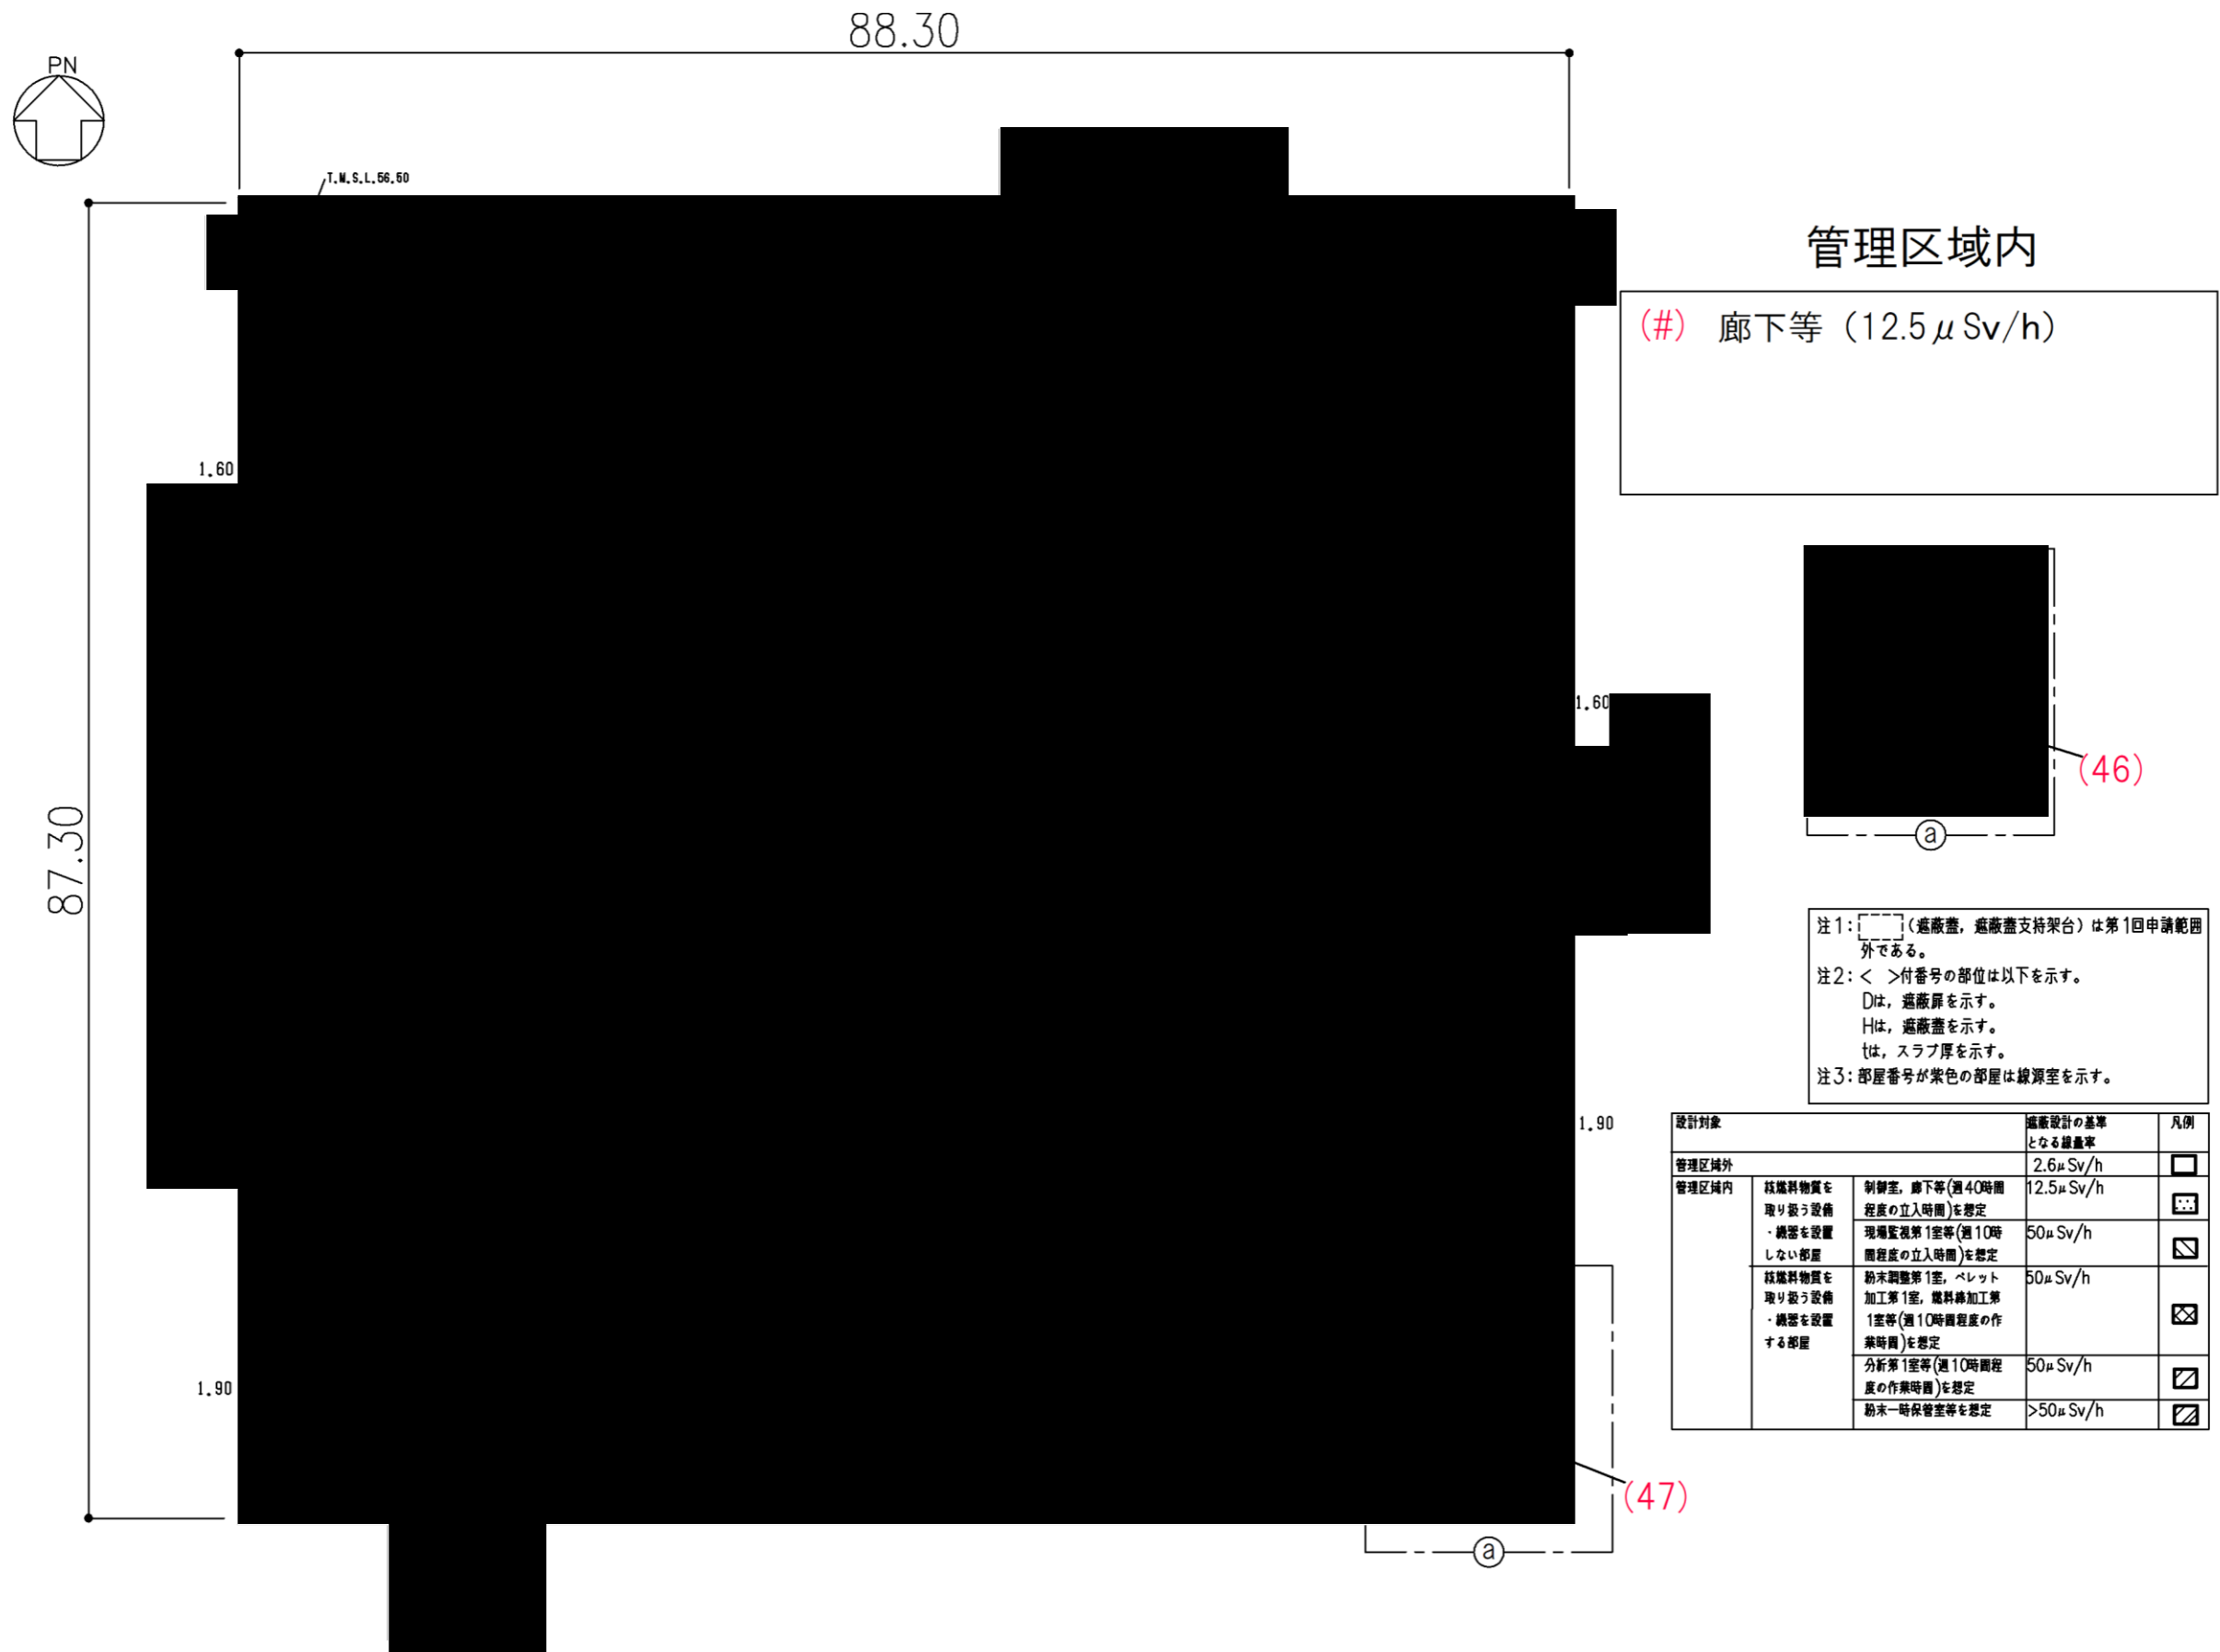 88.30
PN
T.M.S.L.56.50
管理区域内
(#) 廊下等（12.5μSv/h）
1.60
1.60
(46)
87.30
ⓐ
注1：（遮蔽蓋，遮蔽蓋支持架台）は第1回申請範囲
外である。
注2：< >付番号の部位は以下を示す。
Dは，遮蔽扉を示す。
Hは，遮蔽蓋を示す。
tは，スラブ厚を示す。
注3：部屋番号が紫色の部屋は線源室を示す。
1.90
設計対象 遮蔽設計の基準 凡例
となる線量率
管理区域外 2.6μSv/h
管理区域内 核燃料物質を 制御室，廊下等(週40時間 12.5μSv/h
取り扱う設備 程度の立入時間)を想定
・機器を設置 現場監視第1室等(週10時 50μSv/h
しない部屋 間程度の立入時間)を想定
核燃料物質を 粉末調整第1室，ペレット 50μSv/h
取り扱う設備 加工第1室，燃料棒加工第
・機器を設置 1室等(週10時間程度の作
する部屋 業時間)を想定
分析第1室等(週10時間程 50μSv/h
度の作業時間)を想定
粉末一時保管室等を想定 >50μSv/h
1.90
(47)
ⓐ